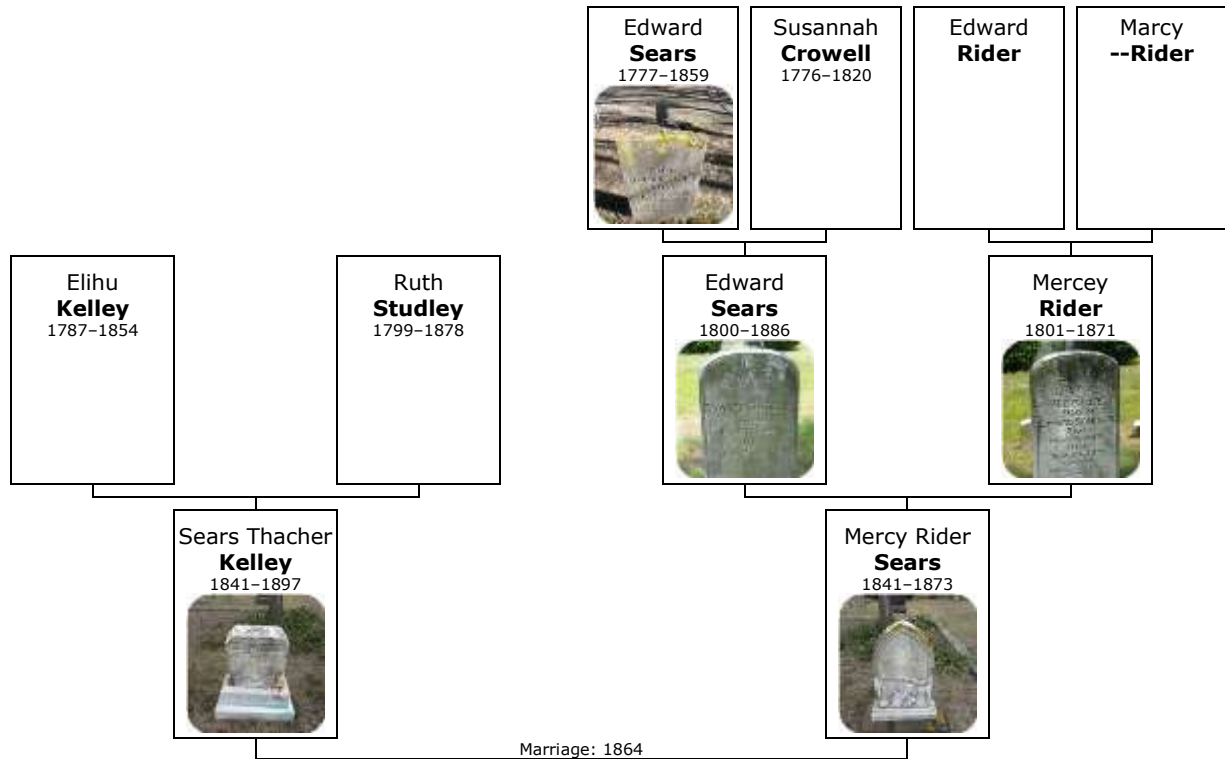 Edward
Sears
1777–1859
Susannah
Crowell
1776–1820
Edward
Rider
Marcy
--Rider
Elihu
Kelley
1787–1854
Ruth
Studley
1799–1878
Edward
Sears
1800–1886
Mercey
Rider
1801–1871
Sears Thacher
Kelley
1841–1897
Mercy Rider
Sears
1841–1873
Marriage: 1864